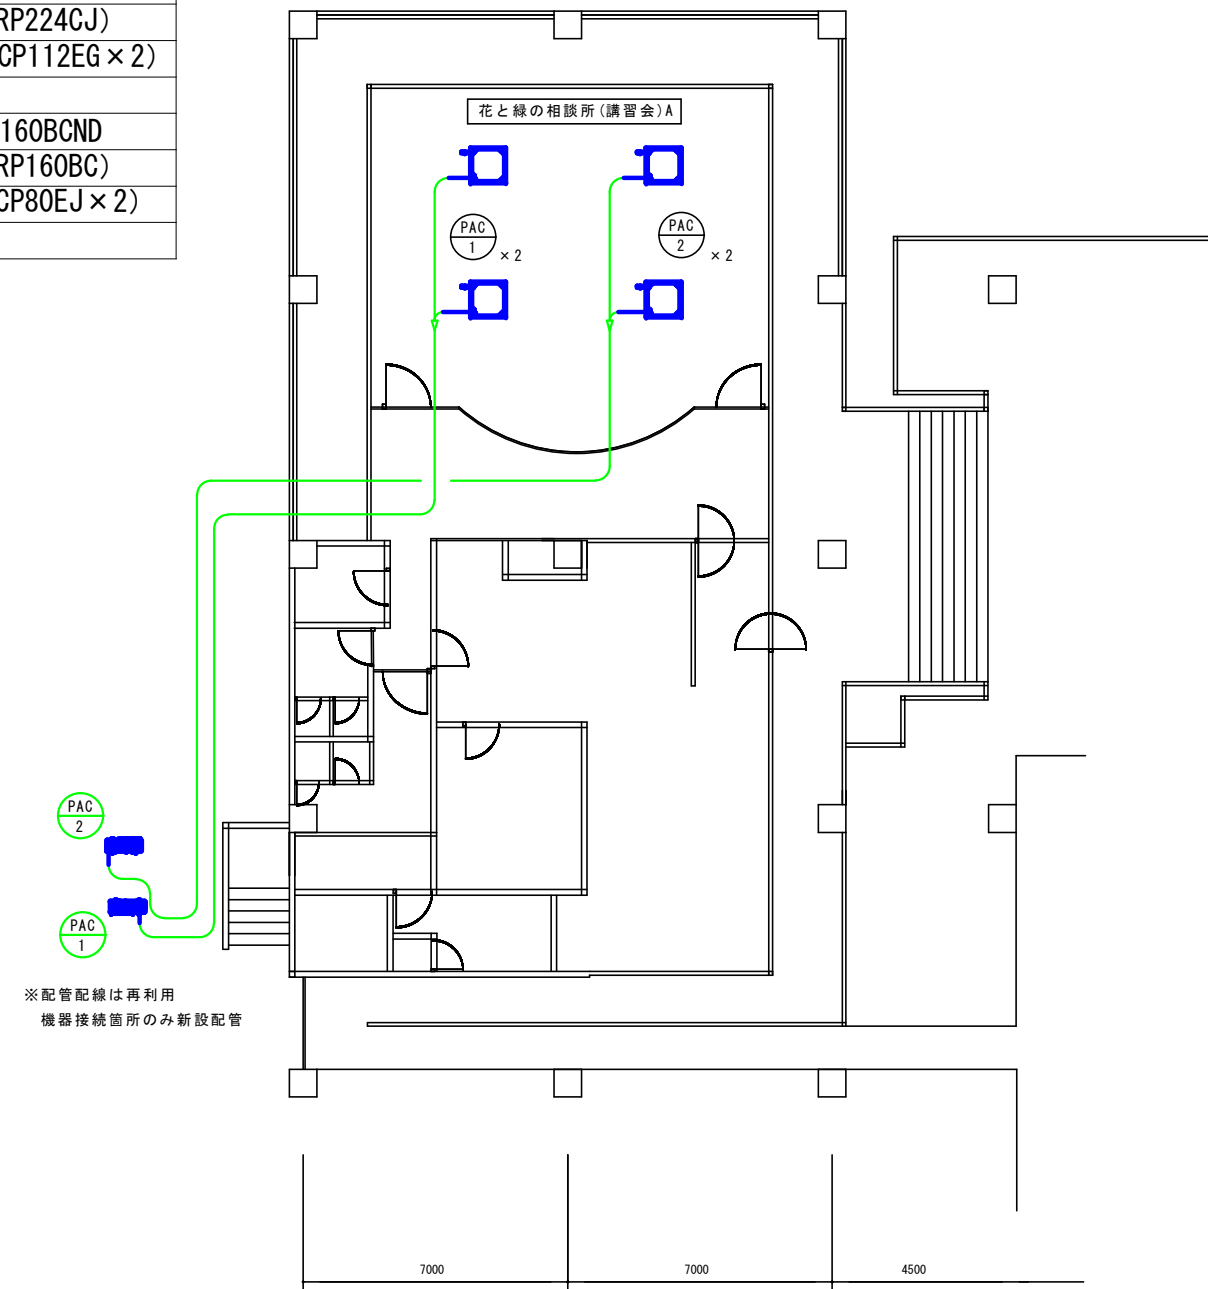 RP224CJ)
CP112EG×2)
160BCND
RP160BC)
CP80EJ×2)
花と緑の相談所(講習会)A
PAC
1
×2
PAC
2
×2
PAC
2
PAC
1
※配管配線は再利用
機器接続箇所のみ新設配管
7000
7000
4500